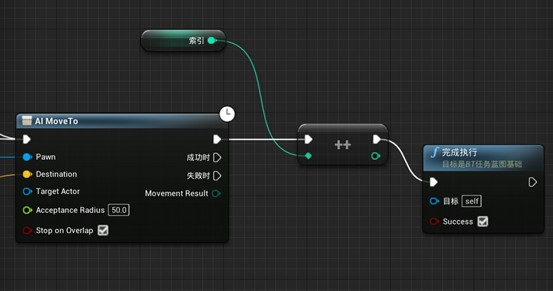 索引
AI MoveTo
Pawn
成功时
Destination
失败时
Target Actor
Movement Result
Acceptance Radius 50.0
Stop on Overlap
++
f 完成执行
目标是BT任务蓝图基础
目标 self
Success